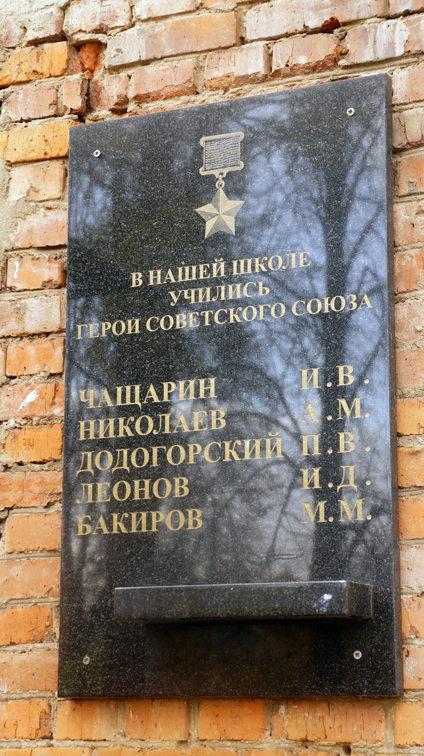 В НАШЕЙ ШКОЛЕ
УЧИЛИСЬ
ГЕРОИ СОВЕТСКОГО СОЮЗА
ЧАЩАРИН И.В.
НИКОЛАЕВ А.М.
ДОДОГОРСКИЙ П.В.
ЛЕОНОВ И.Д.
БАКИРОВ М.М.